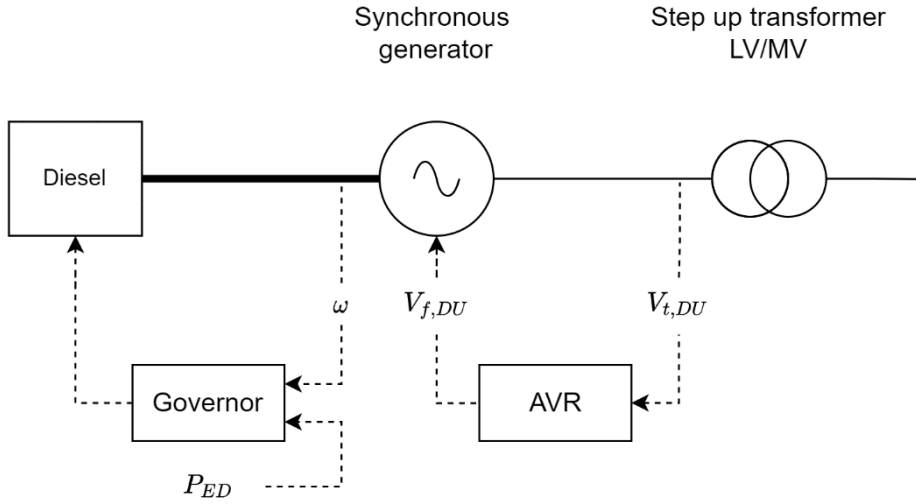 Synchronous
generator
Step up transformer
LV/MV
Diesel
ω
V_{f,DU}
V_{t,DU}
Governor
AVR
P_{ED}